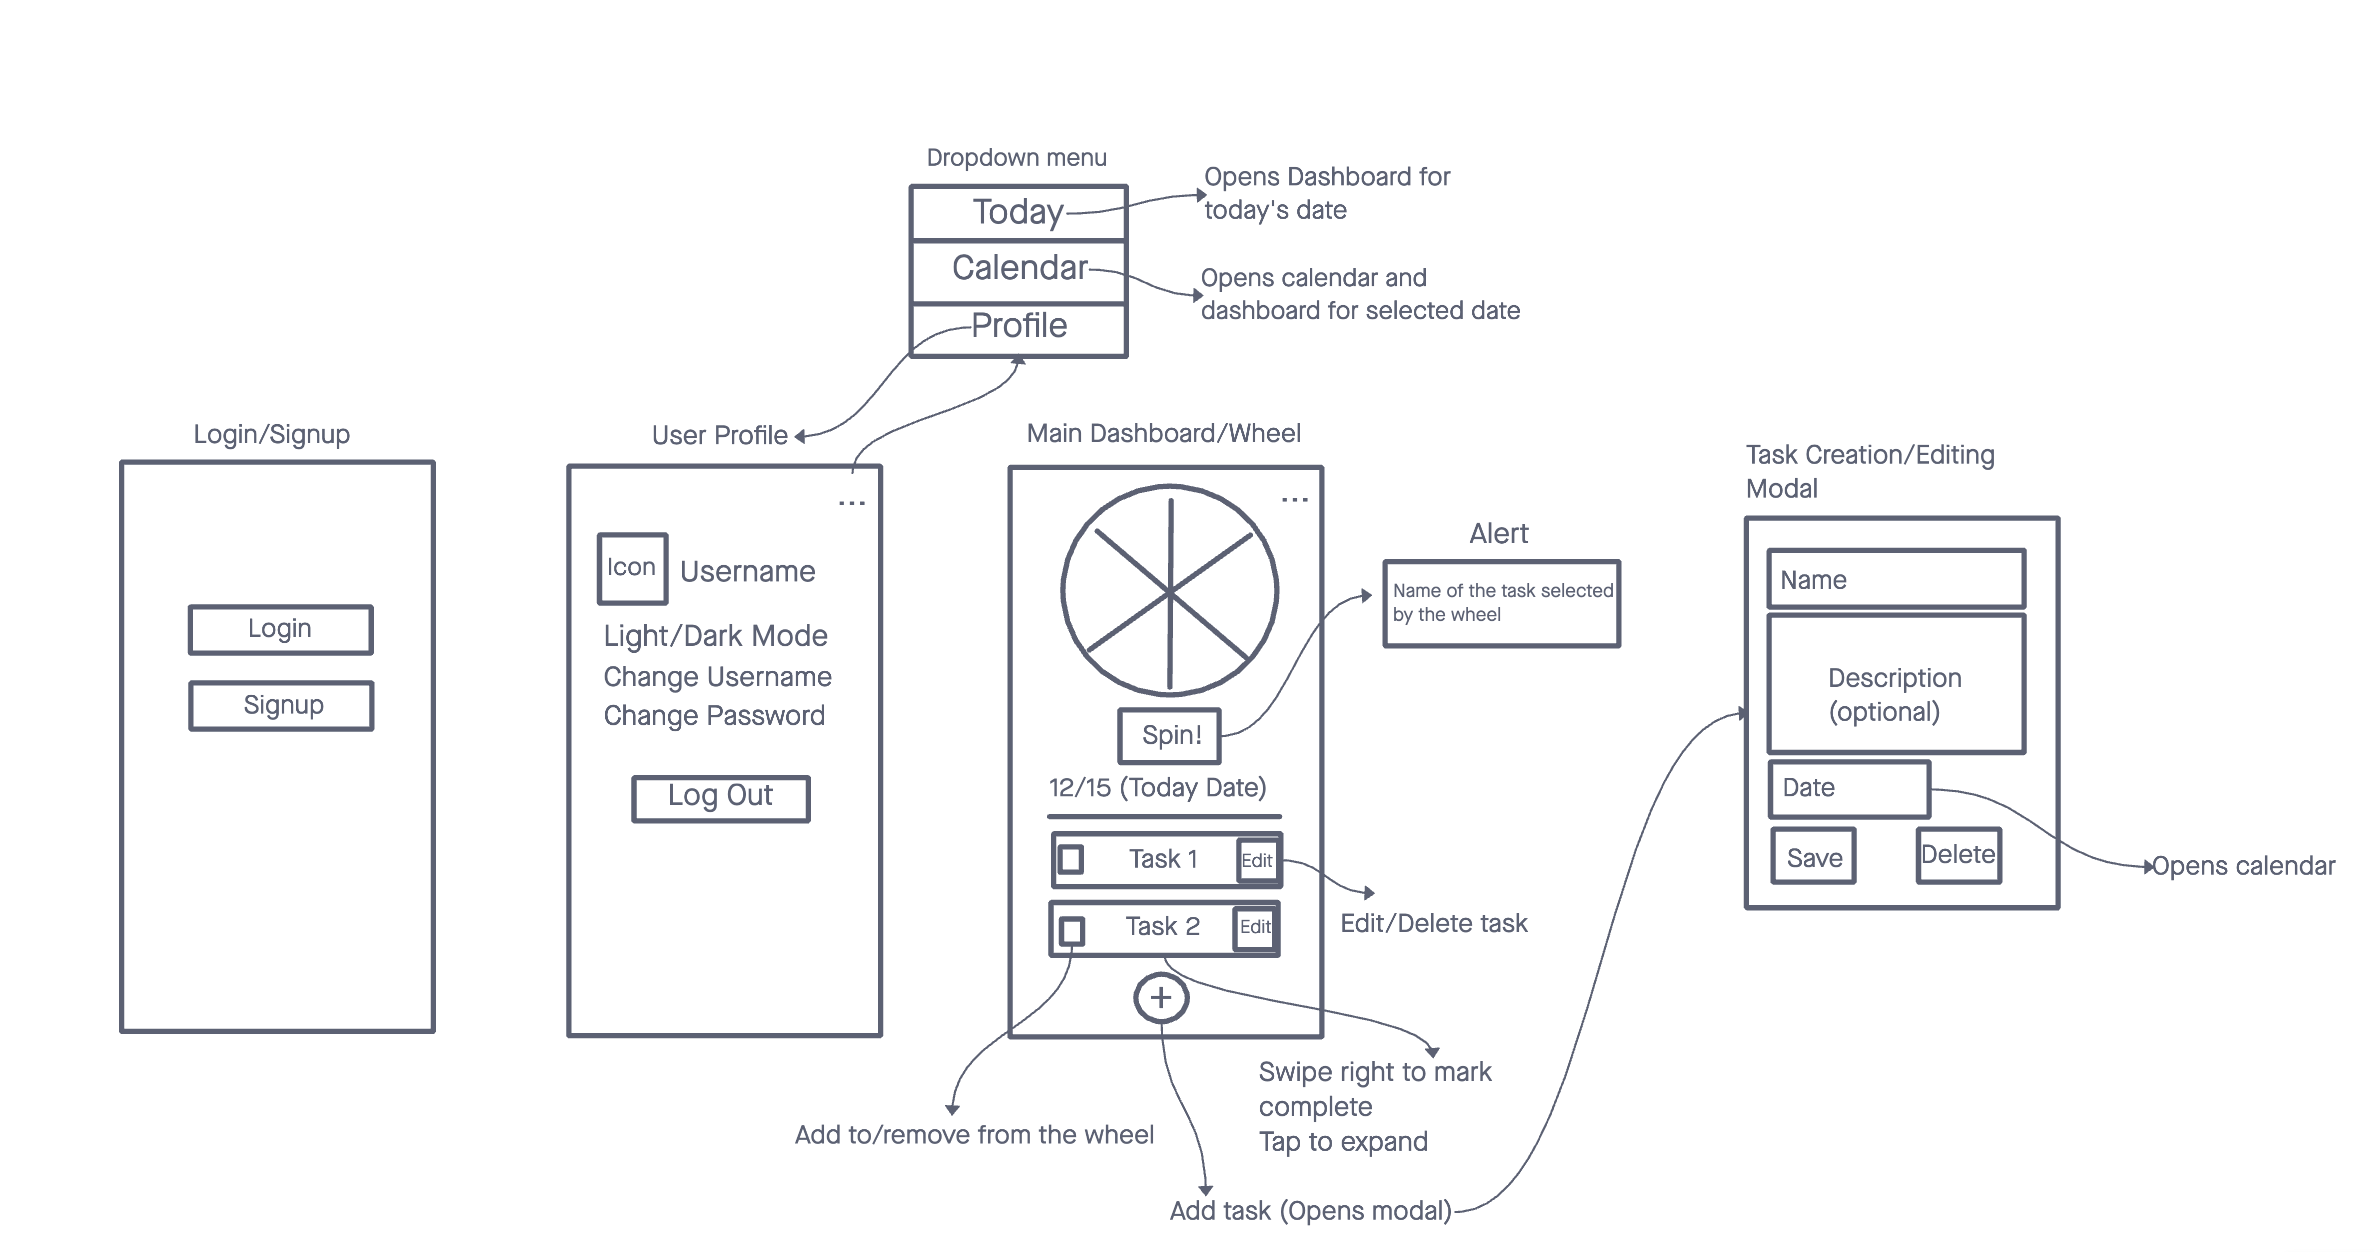 Dropdown menu
Today
Opens Dashboard for
today's date
Calendar
Opens calendar and
dashboard for selected date
Profile
Login/Signup
Login
Signup
User Profile
...
Icon
Username
Light/Dark Mode
Change Username
Change Password
Log Out
Main Dashboard/Wheel
...
Spin!
12/15 (Today Date)
Task 1
Edit
Task 2
Edit
+
Alert
Name of the task selected
by the wheel
Edit/Delete task
Add to/remove from the wheel
Swipe right to mark
complete
Tap to expand
Add task (Opens modal)
Task Creation/Editing
Modal
Name
Description
(optional)
Date
Save
Delete
Opens calendar